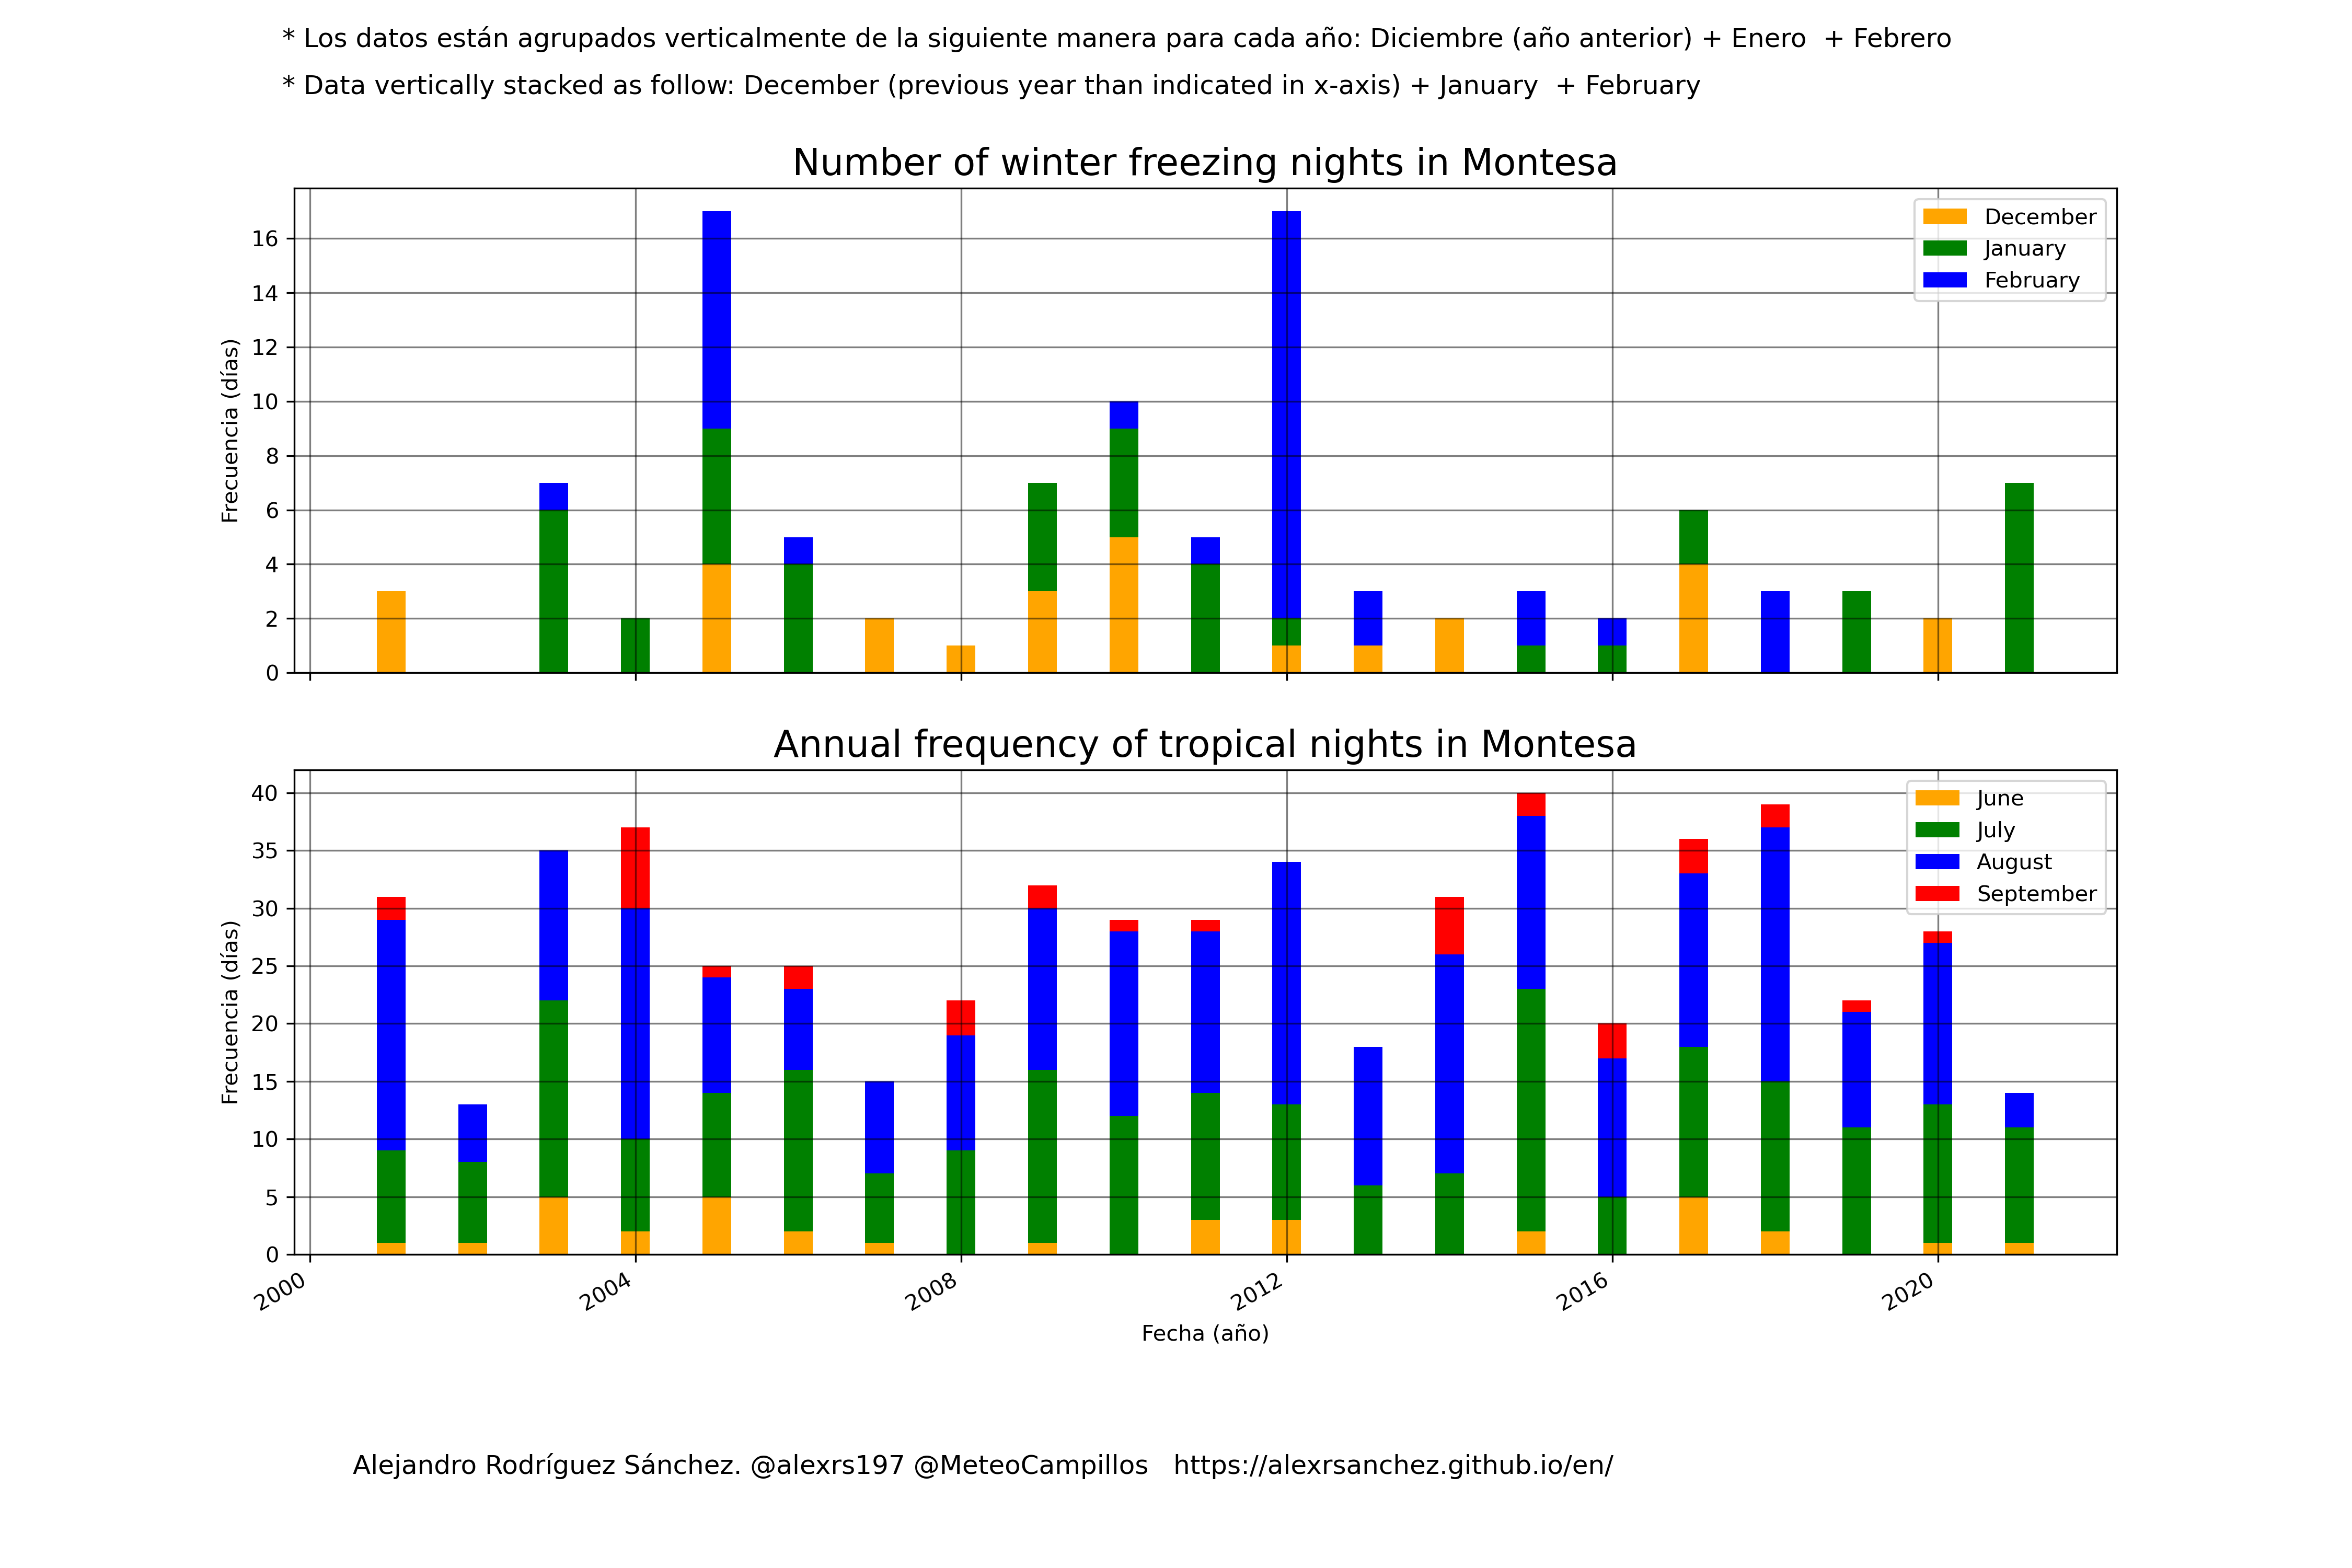 * Los datos están agrupados verticalmente de la siguiente manera para cada año: Diciembre (año anterior) + Enero  + Febrero
* Data vertically stacked as follow: December (previous year than indicated in x-axis) + January  + February
Number of winter freezing nights in Montesa
December
January
February
16
14
12
10
8
6
4
2
0
Frecuencia (días)
Annual frequency of tropical nights in Montesa
June
July
August
September
40
35
30
25
20
15
10
5
0
Frecuencia (días)
2000 2004 2008 2012 2016 2020
Fecha (año)
Alejandro Rodríguez Sánchez. @alexrs197 @MeteoCampillos   https://alexrsanchez.github.io/en/